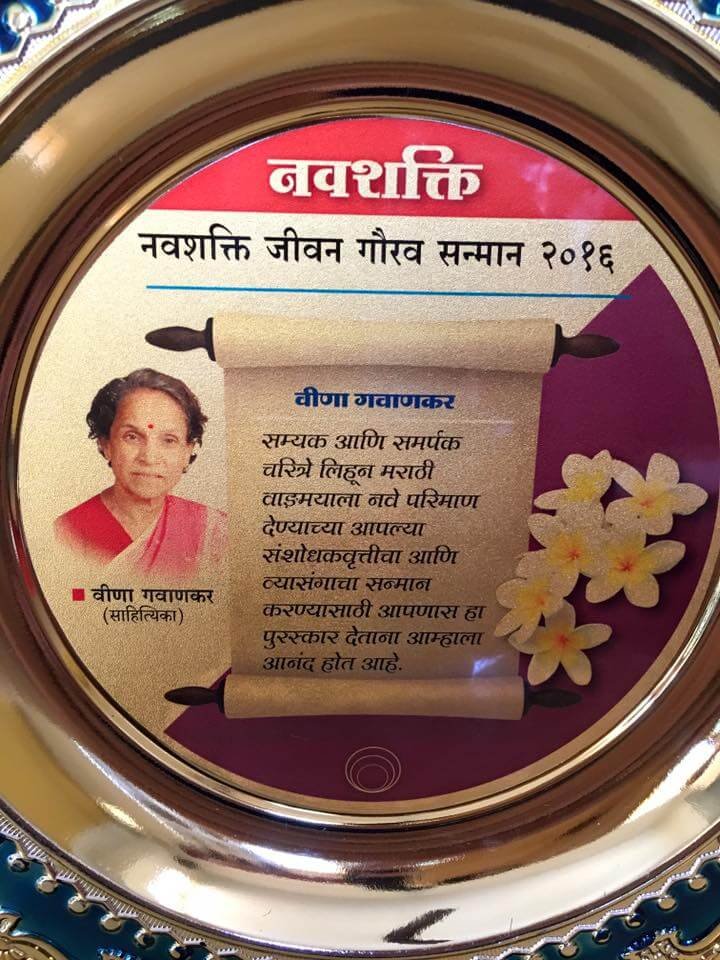 नवशक्ति
नवशक्ति जीवन गौरव सन्मान २०१६
वीणा गवाणकर
सम्यक आणि समर्पक
चरित्रे लिहून मराठी
वाङमयाला नवे परिमाण
देण्याच्या आपल्या
संशोधकवृत्तीचा आणि
व्यासंगाचा सन्मान
करण्यासाठी आपणास हा
पुरस्कार देताना आम्हाला
आनंद होत आहे.
वीणा गवाणकर
(साहित्यिका)